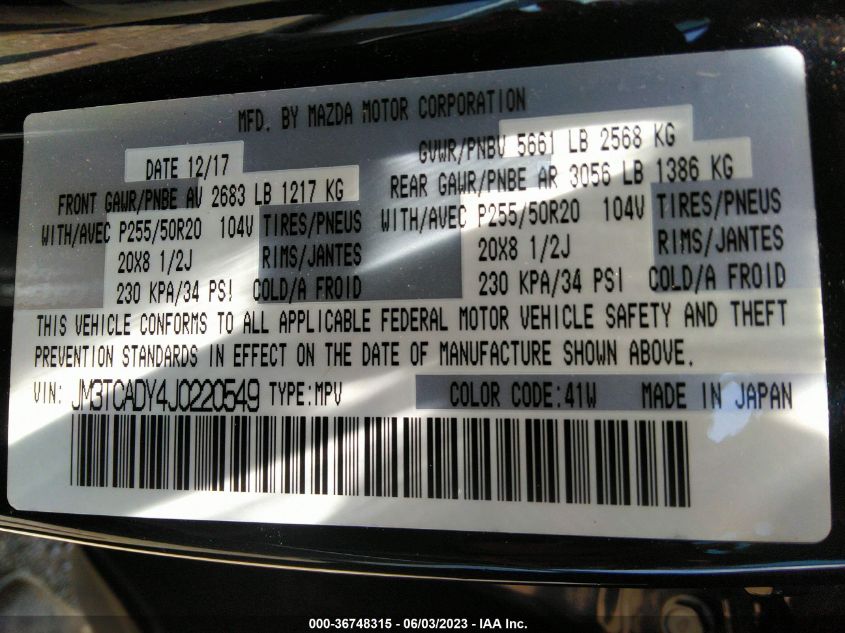 MFD. BY MAZDA MOTOR CORPORATION
DATE 12/17 GVWR/PNBV 5661 LB 2568 KG
FRONT GAWR/PNBE AV 2683 LB 1217 KG REAR GAWR/PNBE AR 3056 LB 1386 KG
WITH/AVEC P255/50R20 104V TIRES/PNEUS WITH/AVEC P255/50R20 104V TIRES/PNEUS
20X8 1/2J RIMS/JANTES 20X8 1/2J RIMS/JANTES
230 KPA/34 PSI COLD/A FROID 230 KPA/34 PSI COLD/A FROID
THIS VEHICLE CONFORMS TO ALL APPLICABLE FEDERAL MOTOR VEHICLE SAFETY AND THEFT
PREVENTION STANDARDS IN EFFECT ON THE DATE OF MANUFACTURE SHOWN ABOVE.
VIN: JM3TCADY4J0220549 TYPE:MPV COLOR CODE:41W MADE IN JAPAN
000-36748315 - 06/03/2023 - IAA Inc.